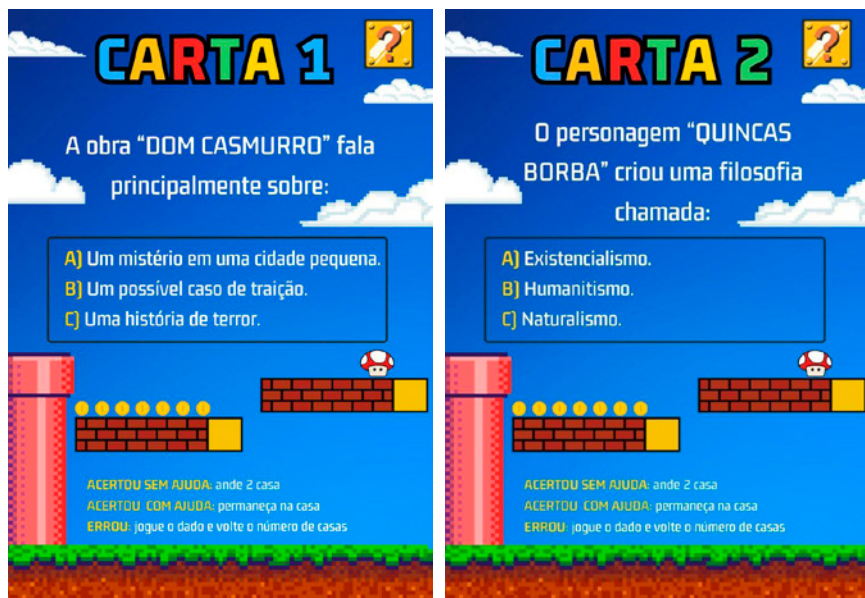 CARTA 1
?
A obra “DOM CASMURRO” fala
principalmente sobre:
A) Um mistério em uma cidade pequena.
B) Um possível caso de traição.
C) Uma história de terror.
ACERTOU SEM AJUDA: ande 2 casa
ACERTOU COM AJUDA: permaneça na casa
ERROU: jogue o dado e volte o número de casas
CARTA 2
?
O personagem “QUINCAS
BORBA” criou uma filosofia
chamada:
A) Existencialismo.
B) Humanitismo.
C) Naturalismo.
ACERTOU SEM AJUDA: ande 2 casa
ACERTOU COM AJUDA: permaneça na casa
ERROU: jogue o dado e volte o número de casas